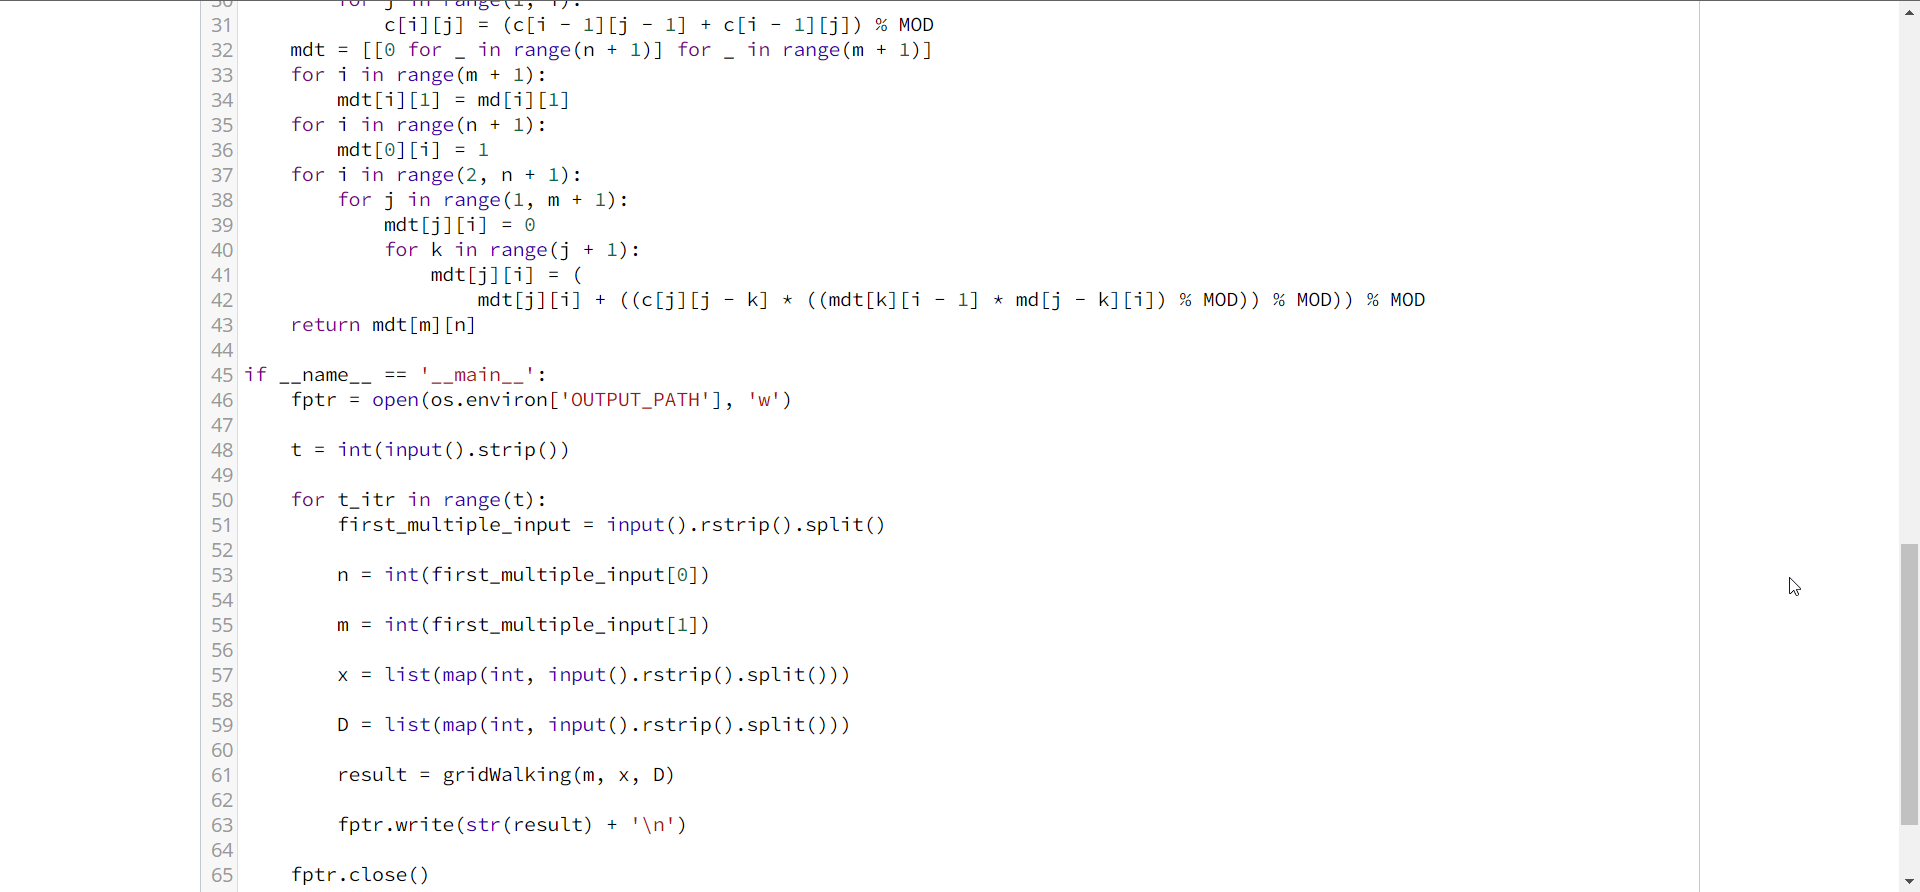 31 c[i][j] = (c[i - 1][j - 1] + c[i - 1][j]) % MOD
32 mdt = [[0 for _ in range(n + 1)] for _ in range(m + 1)]
33 for i in range(m + 1):
34 mdt[i][1] = md[i][1]
35 for i in range(n + 1):
36 mdt[0][i] = 1
37 for i in range(2, n + 1):
38 for j in range(1, m + 1):
39 mdt[j][i] = 0
40 for k in range(j + 1):
41 mdt[j][i] = (
42 mdt[j][i] + ((c[j][j - k] * ((mdt[k][i - 1] * md[j - k][i]) % MOD)) % MOD)) % MOD
43 return mdt[m][n]
44
45 if __name__ == '__main__':
46 fptr = open(os.environ['OUTPUT_PATH'], 'w')
47
48 t = int(input().strip())
49
50 for t_itr in range(t):
51 first_multiple_input = input().rstrip().split()
52
53 n = int(first_multiple_input[0])
54
55 m = int(first_multiple_input[1])
56
57 x = list(map(int, input().rstrip().split()))
58
59 D = list(map(int, input().rstrip().split()))
60
61 result = gridWalking(m, x, D)
62
63 fptr.write(str(result) + '\n')
64
65 fptr.close()